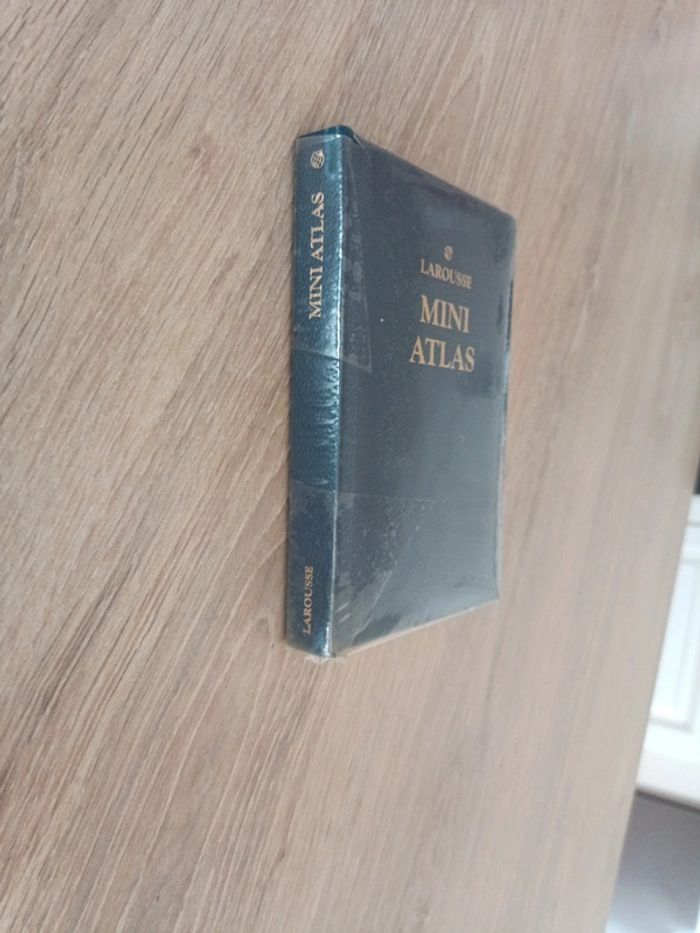 MINI ATLAS
LAROUSSE
LAROUSSE
MINI
ATLAS